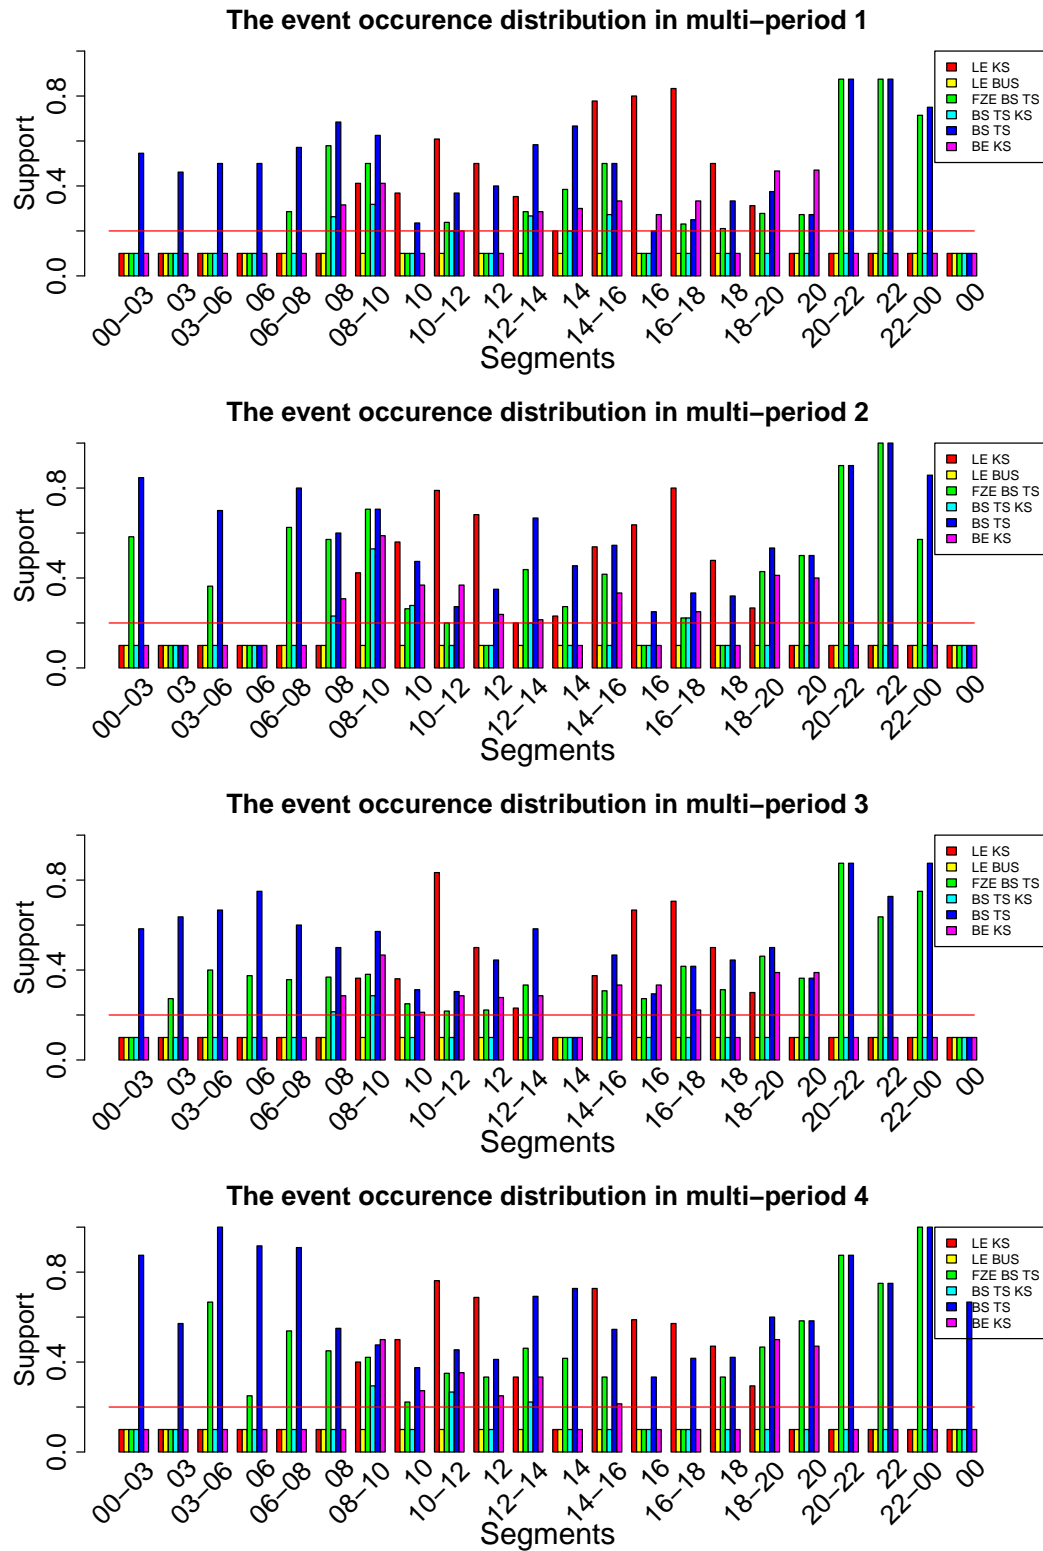 The event occurence distribution in multi−period 1
Support
0.0 0.4 0.8
LE KS
LE BUS
FZE BS TS
BS TS KS
BS TS
BE KS
00−03 03 03−06 06 06−08 08 08−10 10 10−12 12 12−14 14 14−16 16 16−18 18 18−20 20 20−22 22 22−00 00
Segments
The event occurence distribution in multi−period 2
Support
0.0 0.4 0.8
LE KS
LE BUS
FZE BS TS
BS TS KS
BS TS
BE KS
00−03 03 03−06 06 06−08 08 08−10 10 10−12 12 12−14 14 14−16 16 16−18 18 18−20 20 20−22 22 22−00 00
Segments
The event occurence distribution in multi−period 3
Support
0.0 0.4 0.8
LE KS
LE BUS
FZE BS TS
BS TS KS
BS TS
BE KS
00−03 03 03−06 06 06−08 08 08−10 10 10−12 12 12−14 14 14−16 16 16−18 18 18−20 20 20−22 22 22−00 00
Segments
The event occurence distribution in multi−period 4
Support
0.0 0.4 0.8
LE KS
LE BUS
FZE BS TS
BS TS KS
BS TS
BE KS
00−03 03 03−06 06 06−08 08 08−10 10 10−12 12 12−14 14 14−16 16 16−18 18 18−20 20 20−22 22 22−00 00
Segments